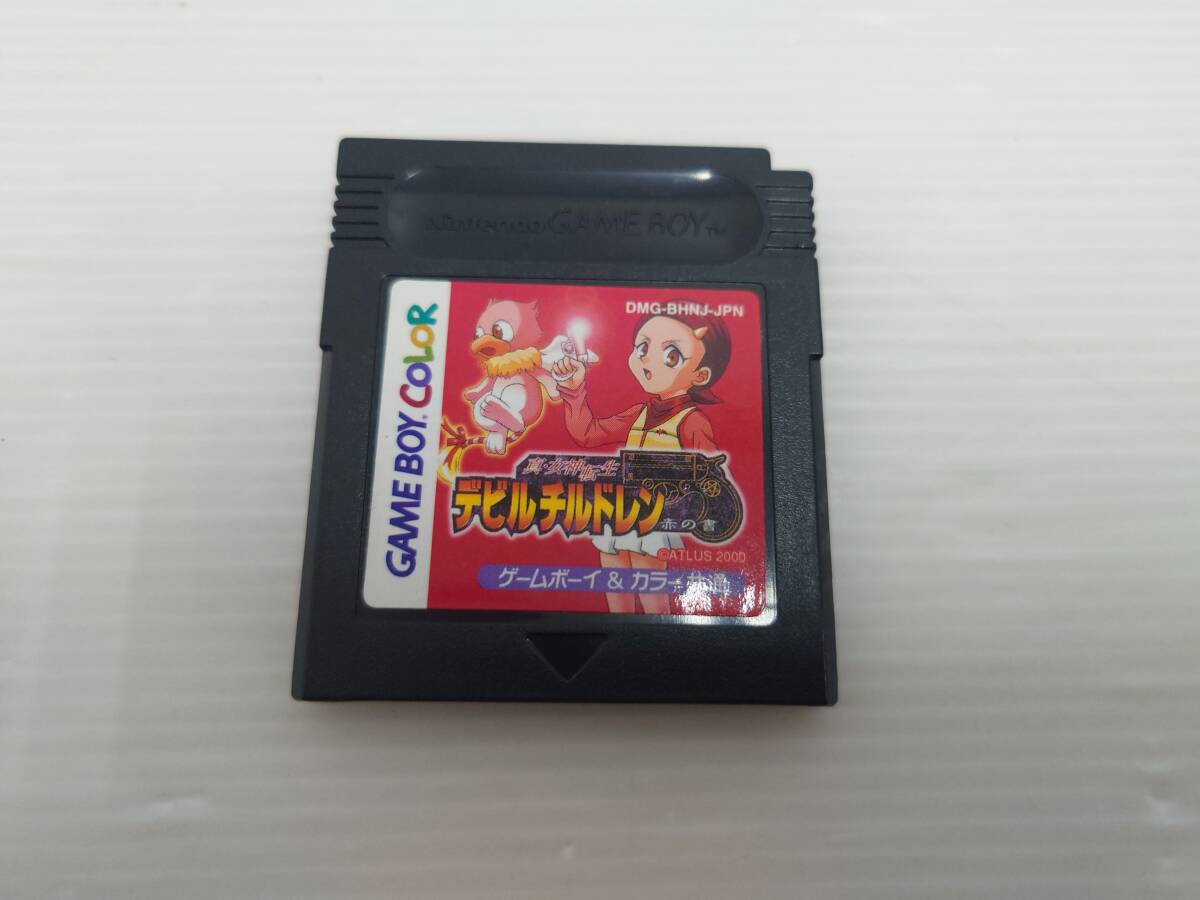 Nintendo GAME BOY TM
GAME BOY COLOR
DMG-BHNJ-JPN
真・女神転生
デビルチルドレン
赤の書
©ATLUS 2000
ゲームボーイ & カラー共通